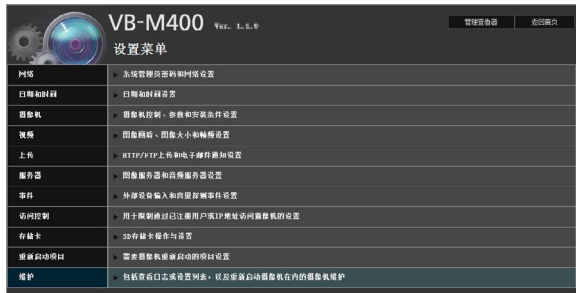 VB-M400 Ver. 1.5.0
管理查看器 返回首页
设置菜单
网络 系统管理员密码和网络设置
日期和时间 日期和时间设置
摄像机 摄像机控制、参数和安装条件设置
视频 图像画质、图像大小和帧频设置
上传 HTTP/FTP上传和电子邮件通知设置
服务器 图像服务器和音频服务器设置
事件 外部设备输入和音量探测事件设置
访问控制 用于限制通过已注册用户或IP地址访问摄像机的设置
存储卡 SD存储卡操作与设置
重新启动项目 需要摄像机重新启动的项目设置
维护 包括查看日志或设置列表，以及重新启动摄像机在内的摄像机维护